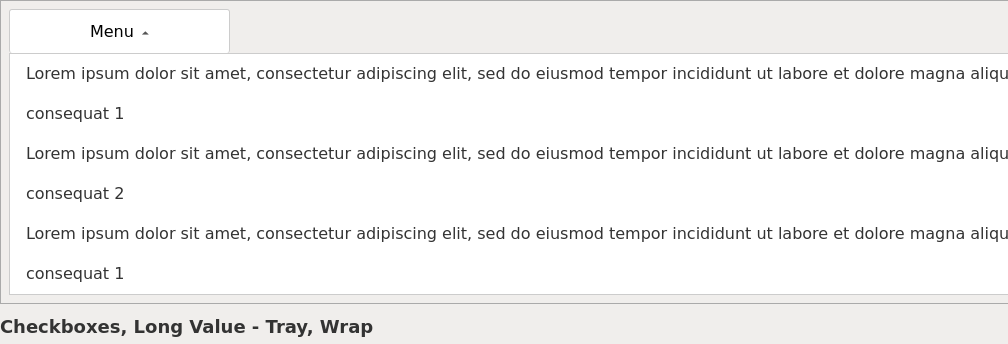 Menu
Lorem ipsum dolor sit amet, consectetur adipiscing elit, sed do eiusmod tempor incididunt ut labore et dolore magna aliqu
consequat 1
Lorem ipsum dolor sit amet, consectetur adipiscing elit, sed do eiusmod tempor incididunt ut labore et dolore magna aliqu
consequat 2
Lorem ipsum dolor sit amet, consectetur adipiscing elit, sed do eiusmod tempor incididunt ut labore et dolore magna aliqu
consequat 1
Checkboxes, Long Value - Tray, Wrap